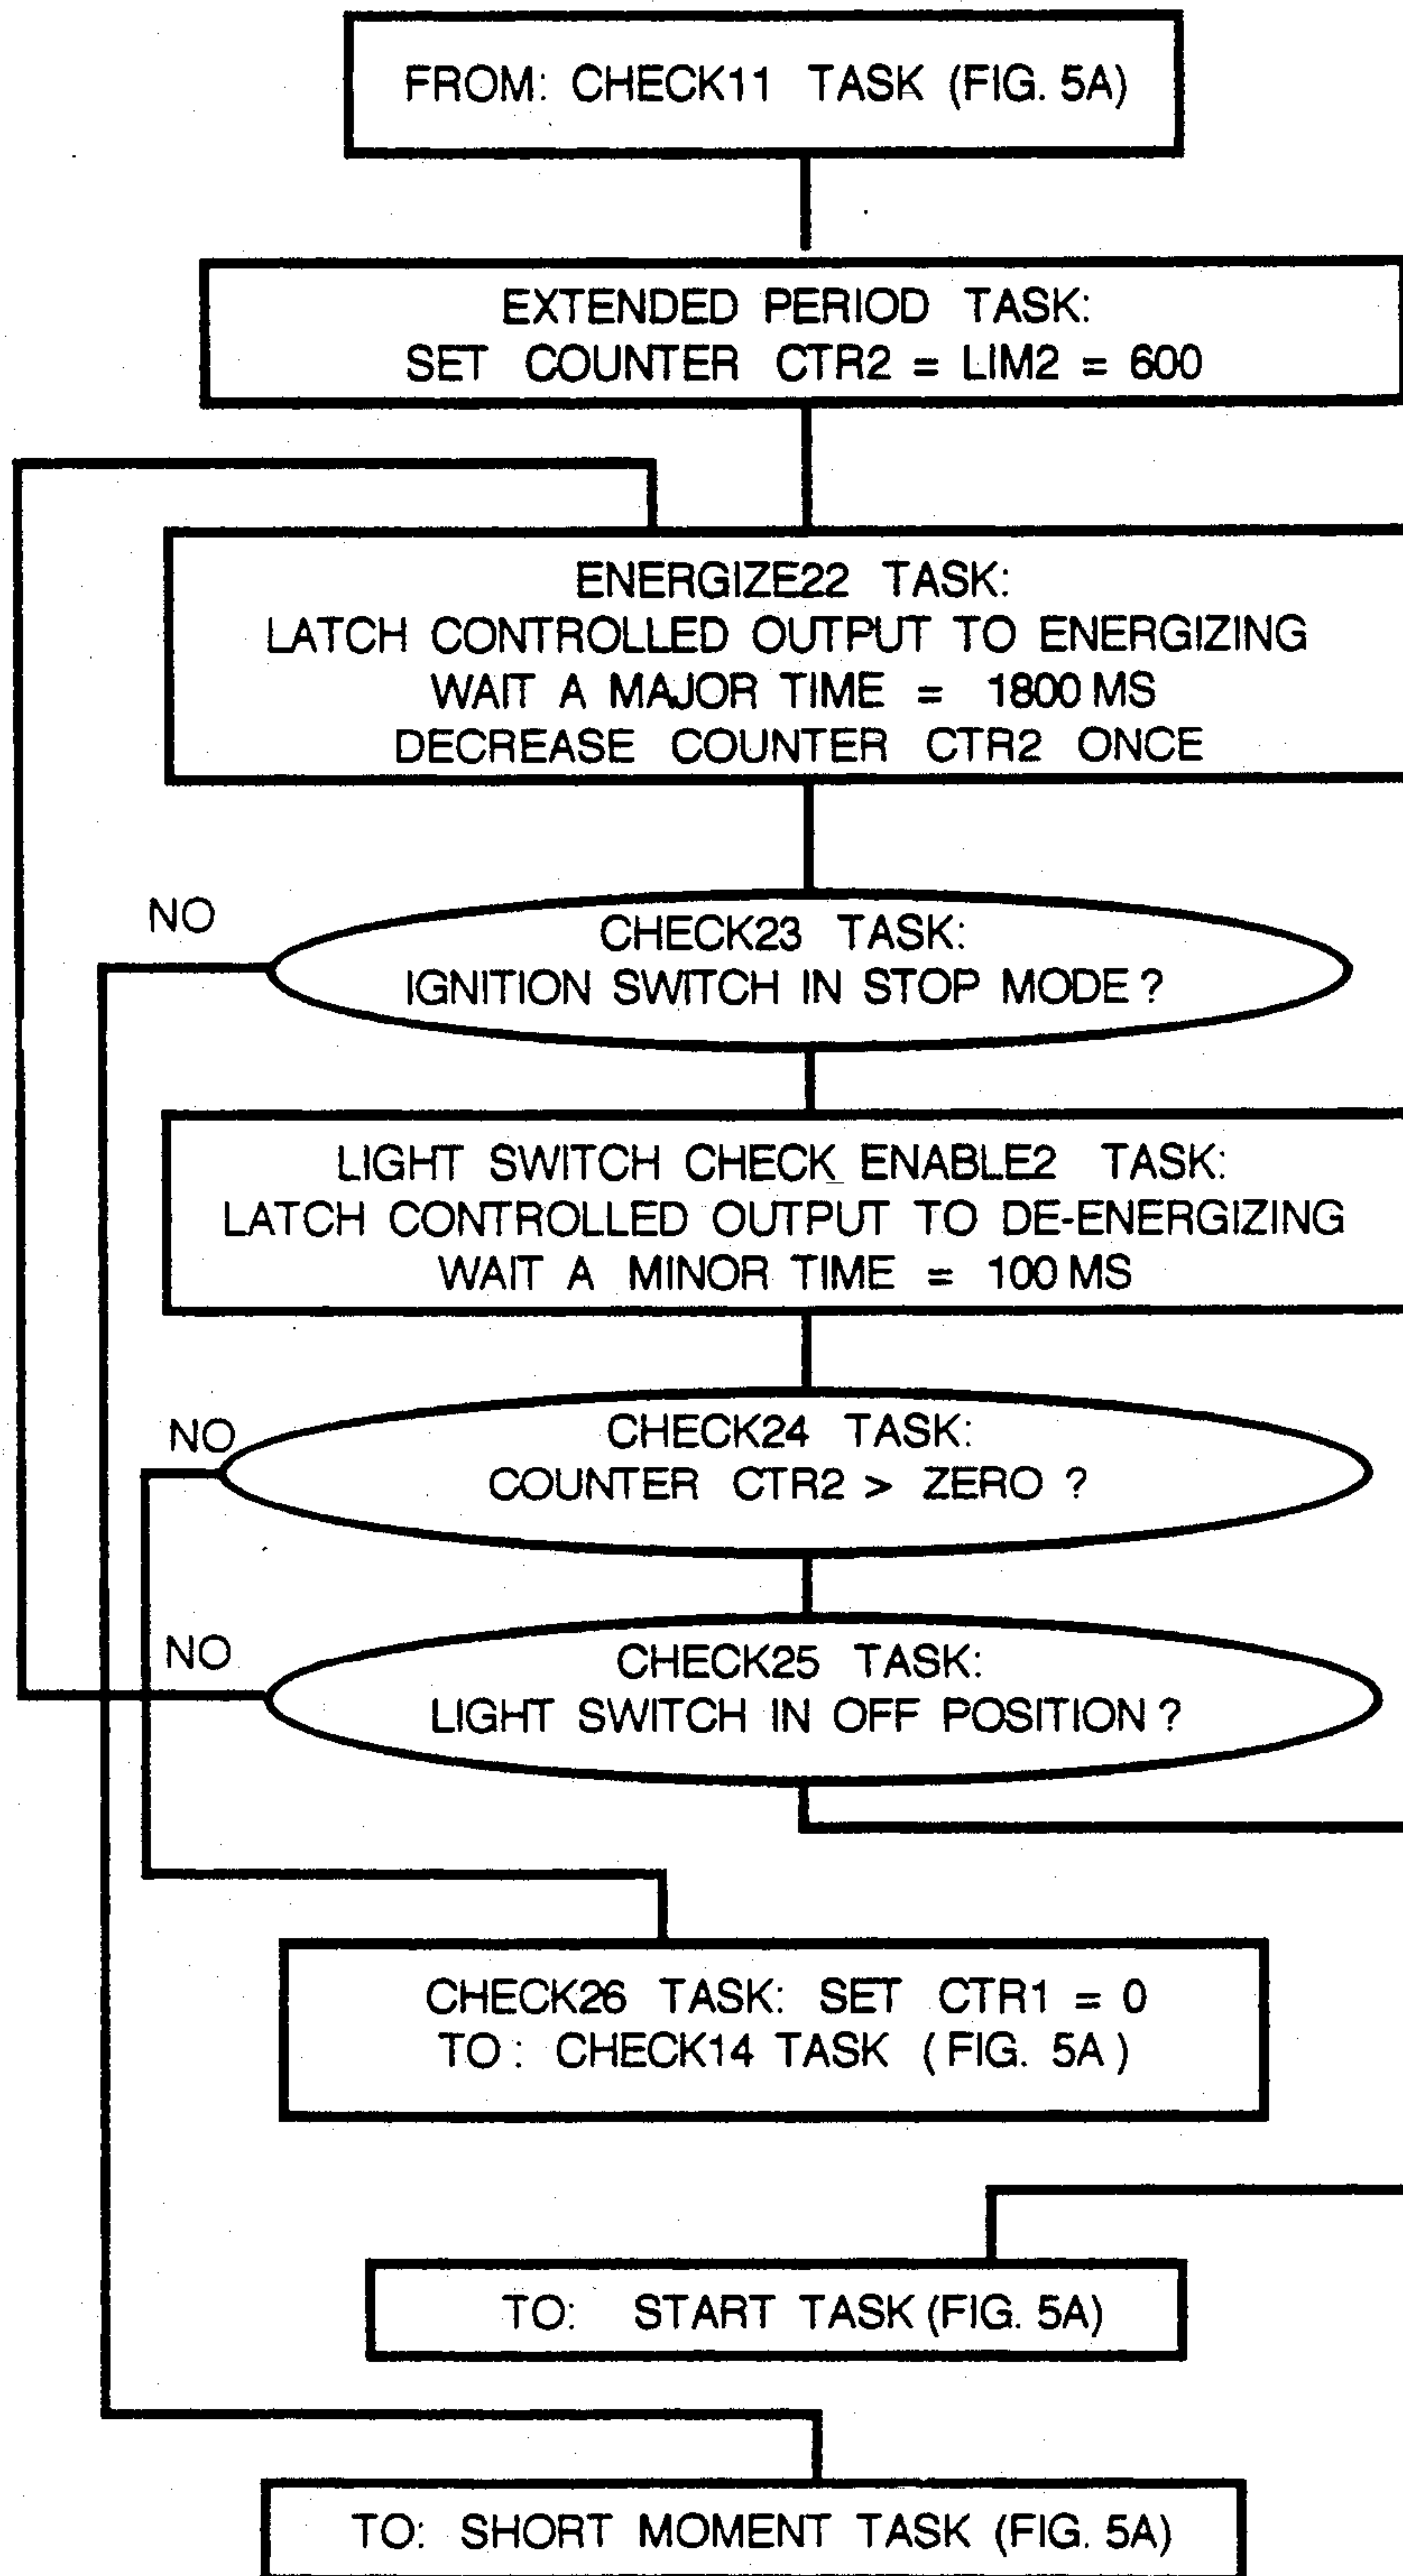 FROM: CHECK11 TASK (FIG. 5A)
EXTENDED PERIOD TASK:
SET COUNTER CTR2 = LIM2 = 600
ENERGIZE22 TASK:
LATCH CONTROLLED OUTPUT TO ENERGIZING
WAIT A MAJOR TIME = 1800 MS
DECREASE COUNTER CTR2 ONCE
NO
CHECK23 TASK:
IGNITION SWITCH IN STOP MODE ?
LIGHT SWITCH CHECK ENABLE2 TASK:
LATCH CONTROLLED OUTPUT TO DE-ENERGIZING
WAIT A MINOR TIME = 100 MS
NO
CHECK24 TASK:
COUNTER CTR2 > ZERO ?
NO
CHECK25 TASK:
LIGHT SWITCH IN OFF POSITION ?
CHECK26 TASK: SET CTR1 = 0
TO : CHECK14 TASK ( FIG. 5A )
TO: START TASK (FIG. 5A)
TO: SHORT MOMENT TASK (FIG. 5A)